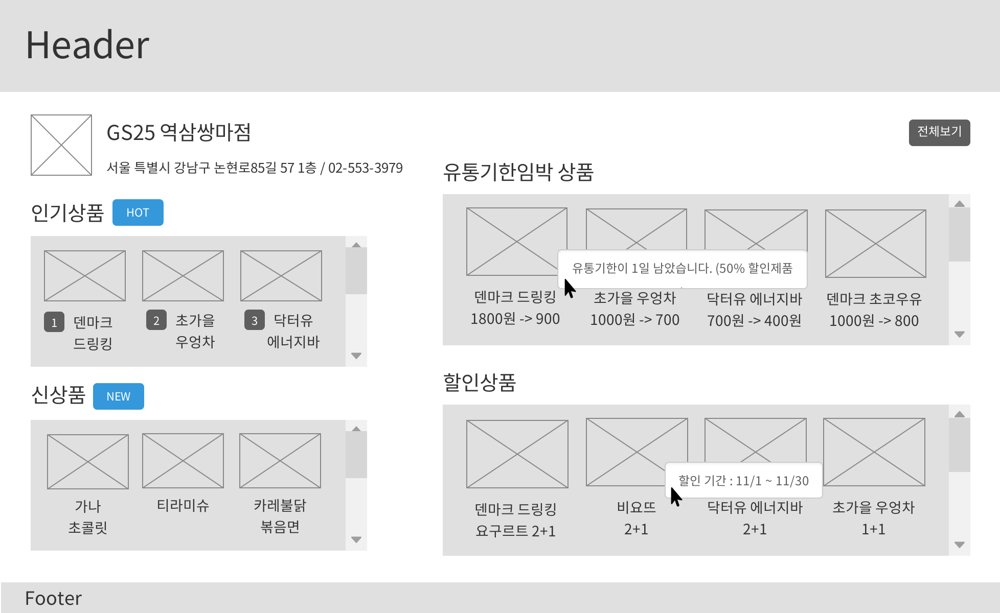 Header
GS25 역삼쌍마점
서울 특별시 강남구 논현로85길 57 1층 / 02-553-3979
전체보기
인기상품
HOT
1
덴마크
드링킹
2
초가을
우엉차
3
닥터유
에너지바
신상품
NEW
가나
초콜릿
티라미슈
카레불닭
볶음면
유통기한임박 상품
유통기한이 1일 남았습니다. (50% 할인제품
덴마크 드링킹
1800원 -> 900
초가을 우엉차
1000원 -> 700
닥터유 에너지바
700원 -> 400원
덴마크 초코우유
1000원 -> 800
할인상품
할인 기간 : 11/1 ~ 11/30
덴마크 드링킹
요구르트 2+1
비요뜨
2+1
닥터유 에너지바
2+1
초가을 우엉차
1+1
Footer